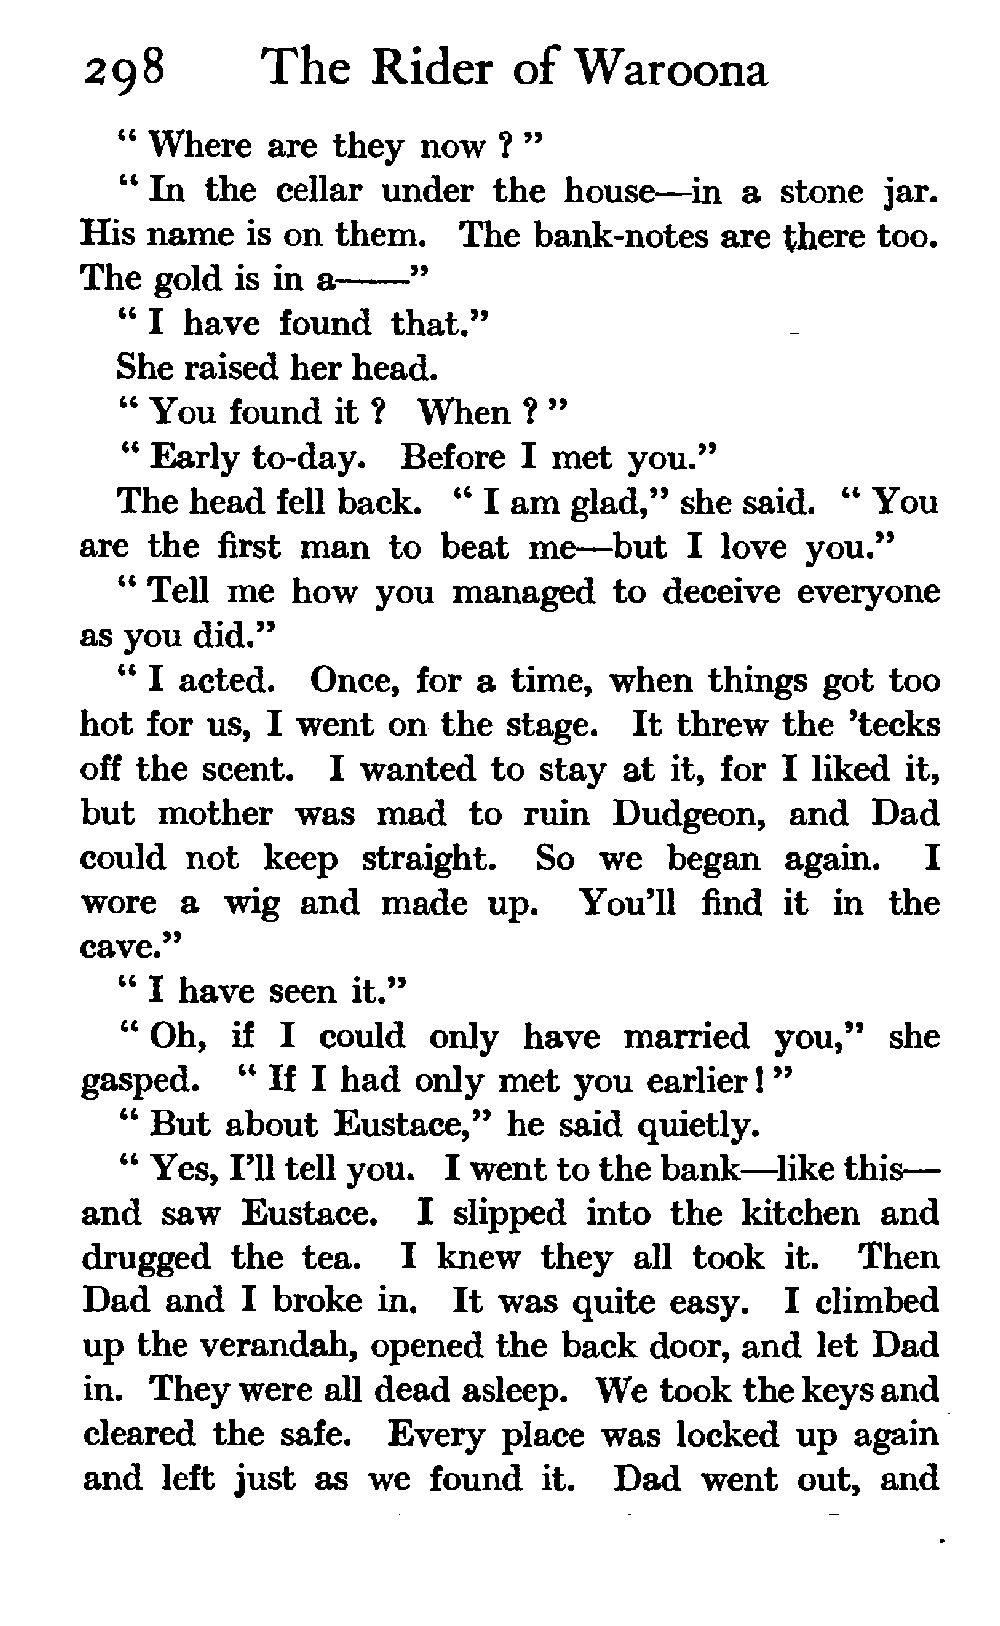 298 The Rider of Waroona
“ Where are they now ? ”
“ In the cellar under the house—in a stone jar.
His name is on them. The bank-notes are there too.
The gold is in a——”
“ I have found that.”
She raised her head.
“ You found it ? When ? ”
“ Early to-day. Before I met you.”
The head fell back. “ I am glad,” she said. “ You
are the first man to beat me—but I love you.”
“ Tell me how you managed to deceive everyone
as you did.”
“ I acted. Once, for a time, when things got too
hot for us, I went on the stage. It threw the ’tecks
off the scent. I wanted to stay at it, for I liked it,
but mother was mad to ruin Dudgeon, and Dad
could not keep straight. So we began again. I
wore a wig and made up. You’ll find it in the
cave.”
“ I have seen it.”
“ Oh, if I could only have married you,” she
gasped. “ If I had only met you earlier ! ”
“ But about Eustace,” he said quietly.
“ Yes, I’ll tell you. I went to the bank—like this—
and saw Eustace. I slipped into the kitchen and
drugged the tea. I knew they all took it. Then
Dad and I broke in. It was quite easy. I climbed
up the verandah, opened the back door, and let Dad
in. They were all dead asleep. We took the keys and
cleared the safe. Every place was locked up again
and left just as we found it. Dad went out, and